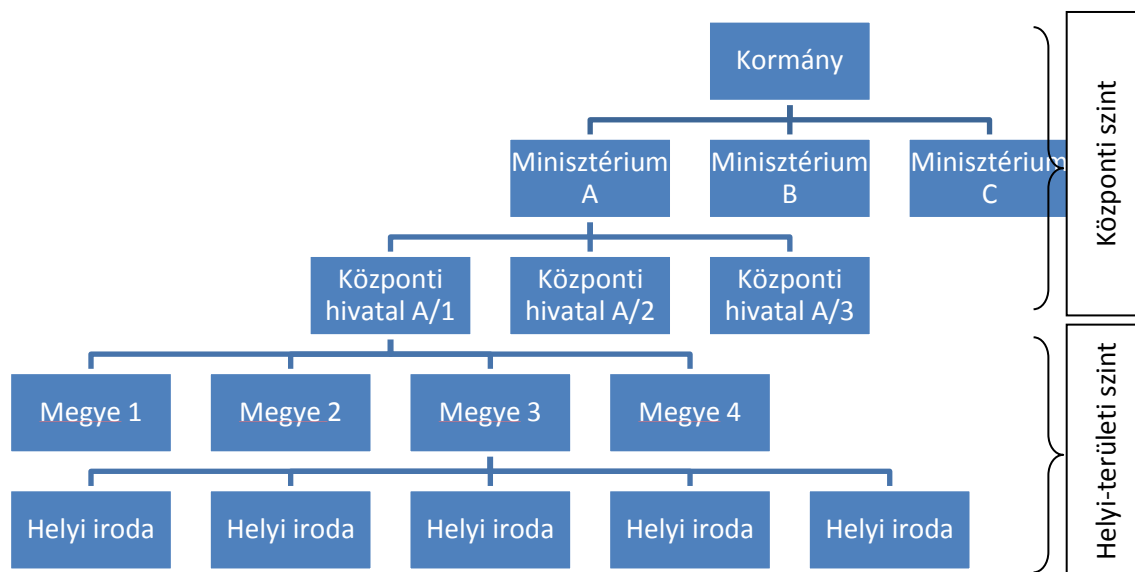 Kormány
Minisztérium
A
Minisztérium
B
Minisztérium
C
Központi
hivatal A/1
Központi
hivatal A/2
Központi
hivatal A/3
Megye 1
Megye 2
Megye 3
Megye 4
Helyi iroda
Helyi iroda
Helyi iroda
Helyi iroda
Helyi iroda
Központi szint
Helyi-területi szint